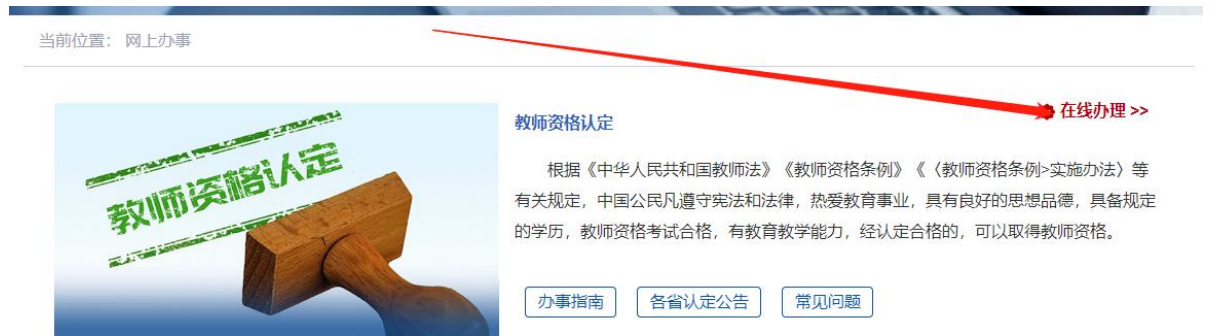 当前位置： 网上办事
在线办理 >>
教师资格认定
教师资格认定
根据《中华人民共和国教师法》《教师资格条例》《〈教师资格条例>实施办法〉等
有关规定，中国公民凡遵守宪法和法律，热爱教育事业，具有良好的思想品德，具备规定
的学历，教师资格考试合格，有教育教学能力，经认定合格的，可以取得教师资格。
办事指南 各省认定公告 常见问题